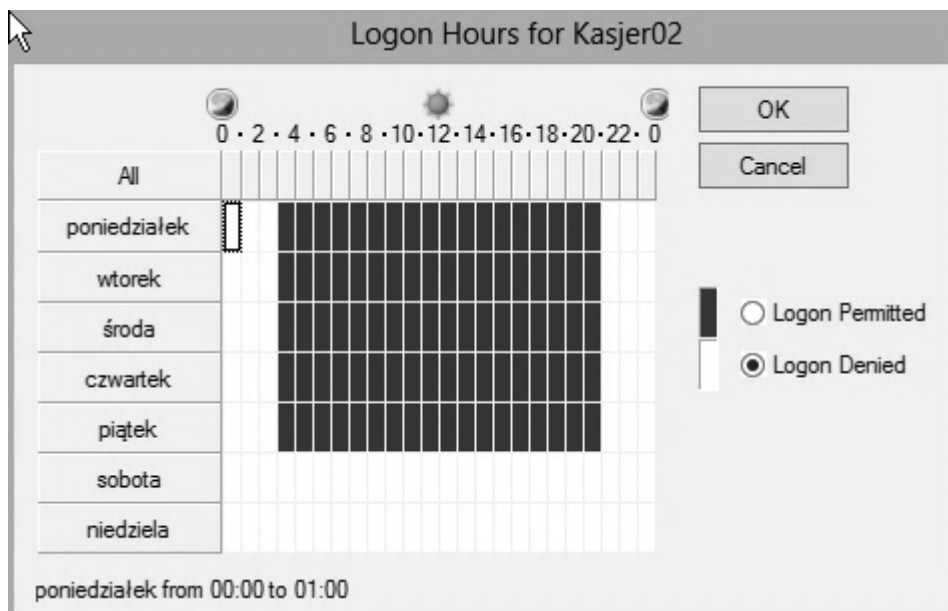 Logon Hours for Kasjer02
0 · 2 · 4 · 6 · 8 · 10 · 12 · 14 · 16 · 18 · 20 · 22 · 0
OK
Cancel
All
poniedziałek
wtorek
środa
czwartek
piątek
sobota
niedziela
Logon Permitted
Logon Denied
poniedziałek from 00:00 to 01:00